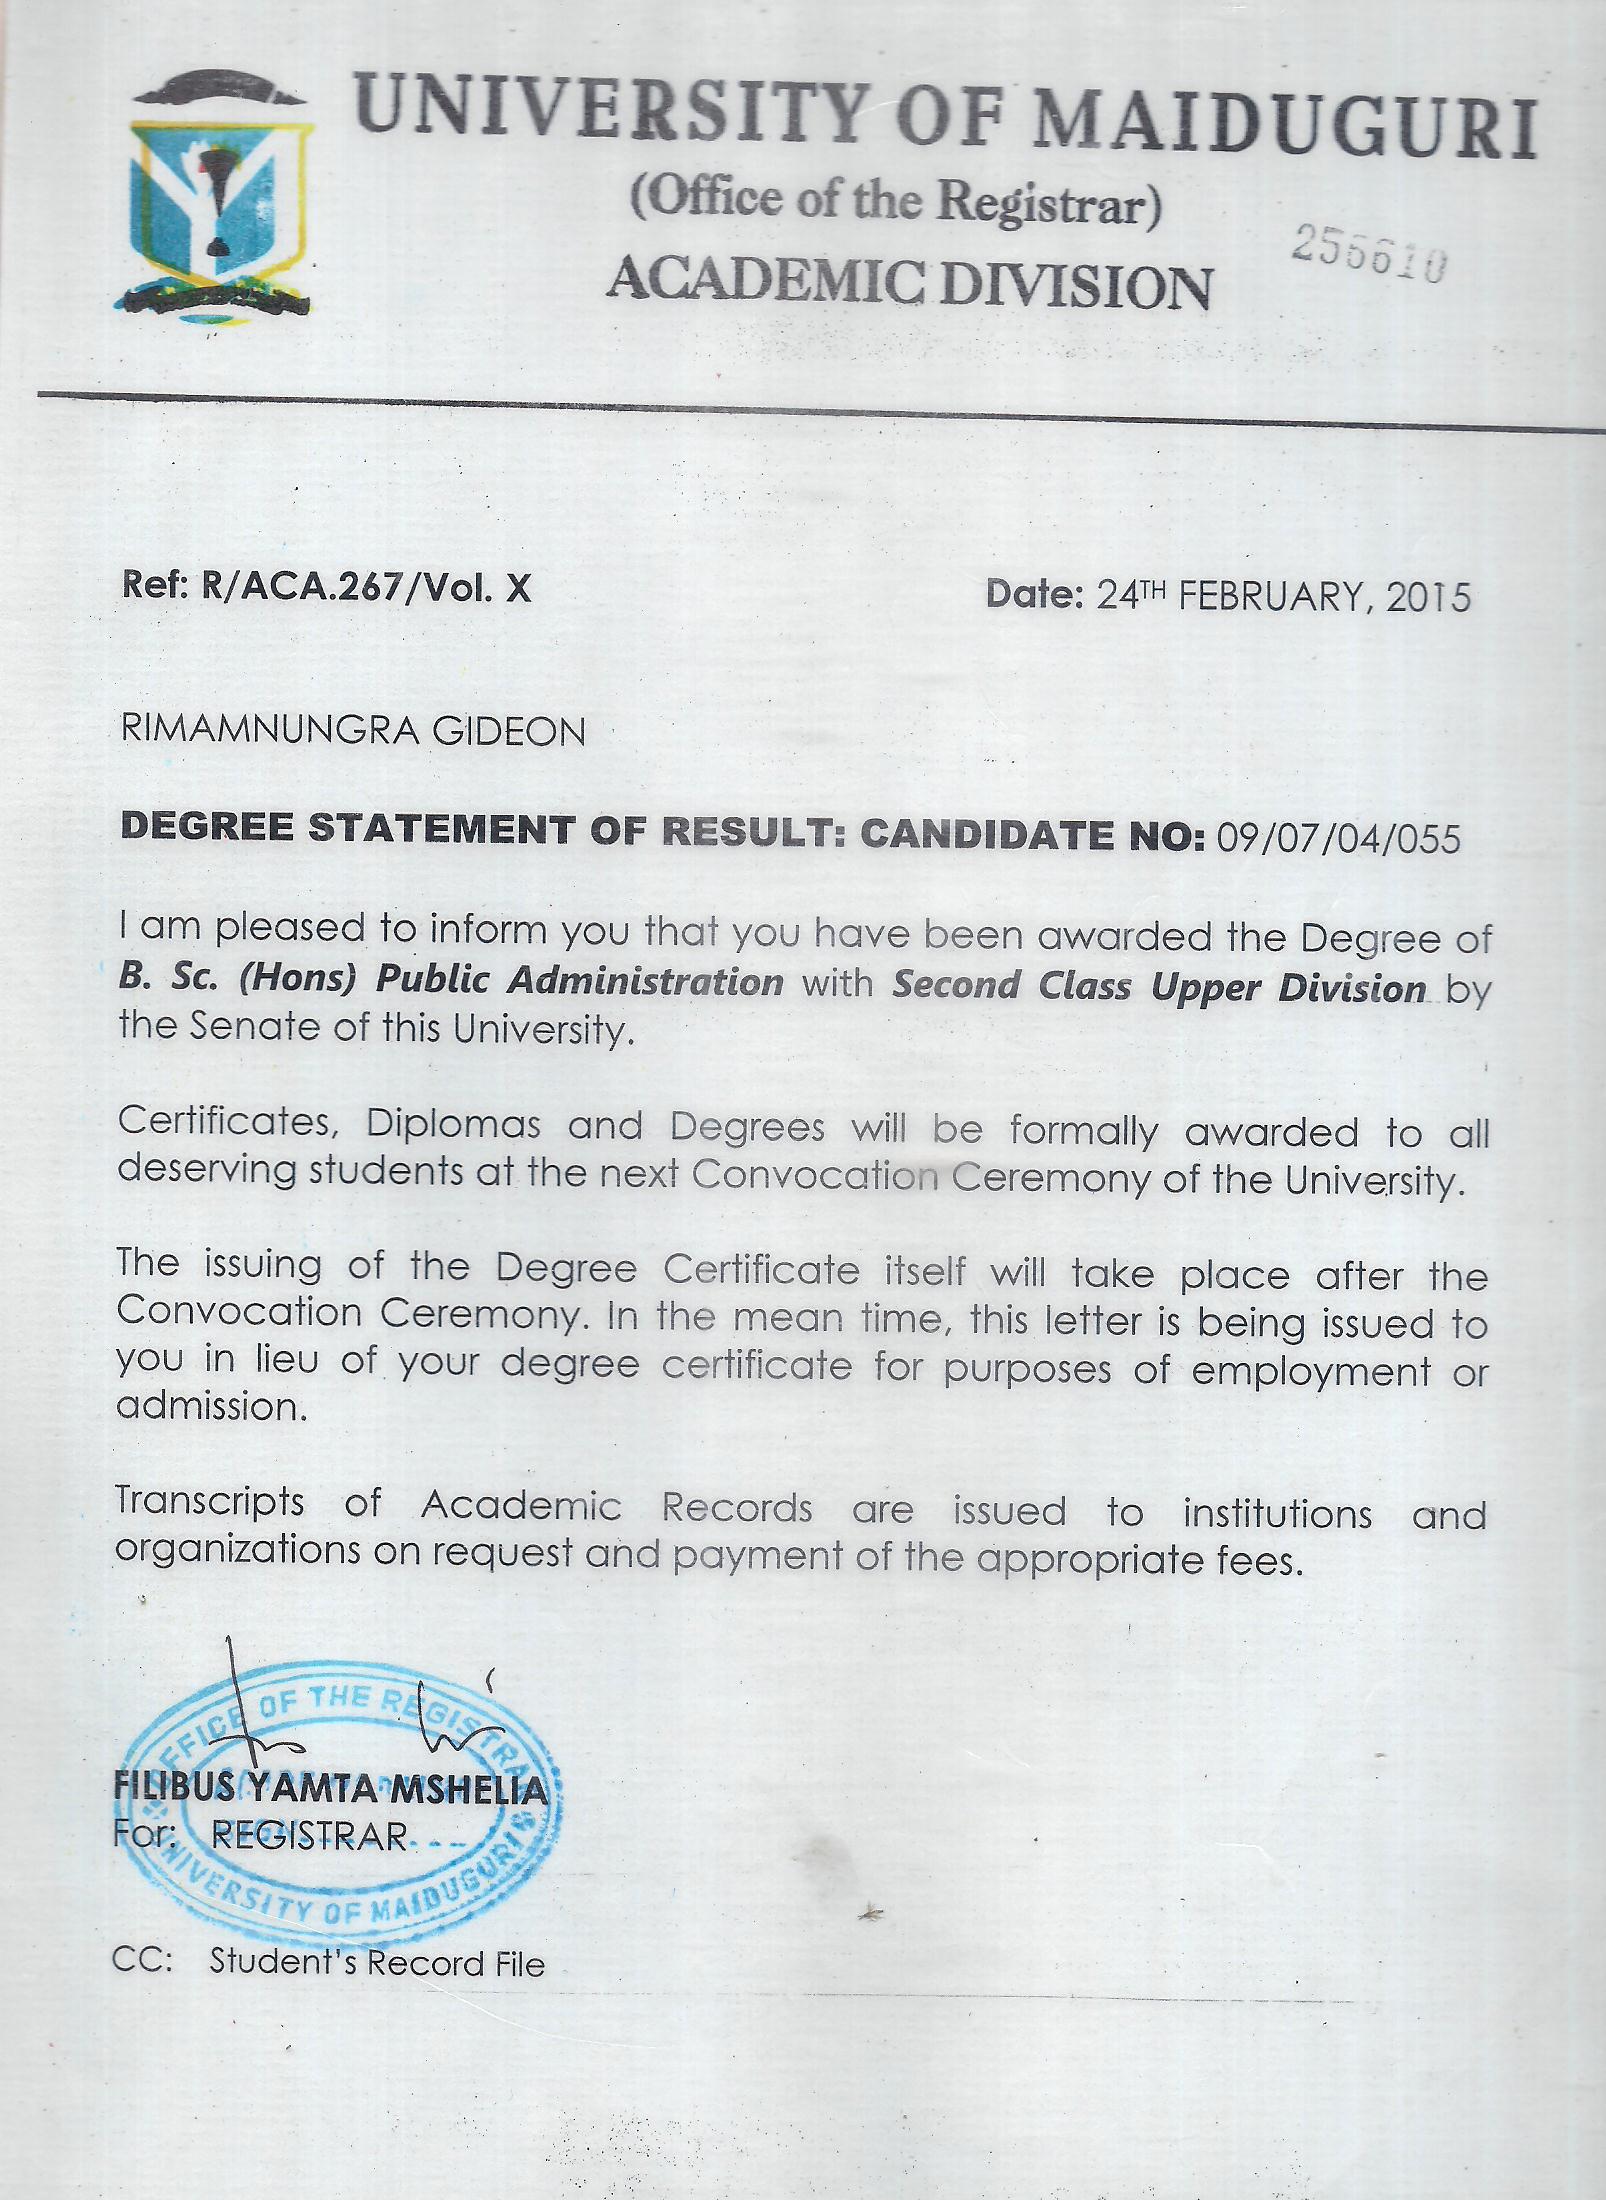 UNIVERSITY OF MAIDUGURI
(Office of the Registrar)
256610
ACADEMIC DIVISION
Ref: R/ACA.267/Vol. X
Date: 24TH FEBRUARY, 2015
RIMAMNUNGRA GIDEON
DEGREE STATEMENT OF RESULT: CANDIDATE NO: 09/07/04/055
I am pleased to inform you that you have been awarded the Degree of
B. Sc. (Hons) Public Administration with Second Class Upper Division by
the Senate of this University.
Certificates, Diplomas and Degrees will be formally awarded to all
deserving students at the next Convocation Ceremony of the University.
The issuing of the Degree Certificate itself will take place after the
Convocation Ceremony. In the mean time, this letter is being issued to
you in lieu of your degree certificate for purposes of employment or
admission.
Transcripts of Academic Records are issued to institutions and
organizations on request and payment of the appropriate fees.
OFFICE OF THE REGISTRAR
FILIBUS YAMTA MSHELIA
For: REGISTRAR
UNIVERSITY OF MAIDUGURI
CC: Student's Record File